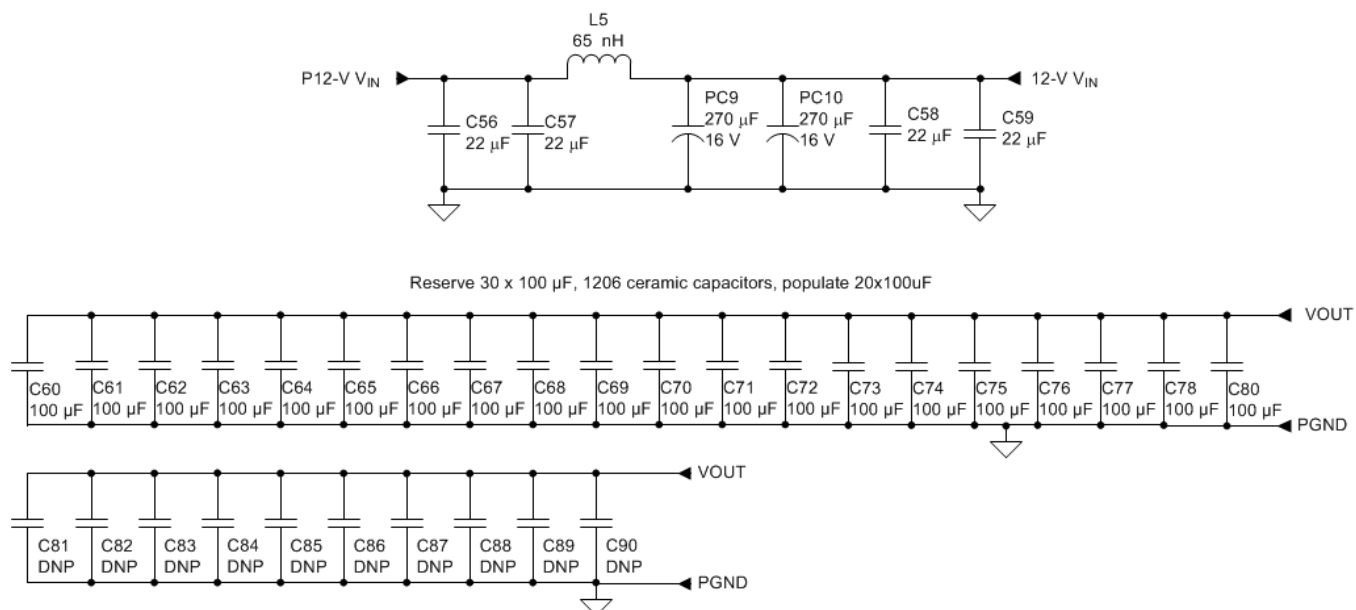 L5
65 nH
P12-V VIN
12-V VIN
C56
22 µF
C57
22 µF
PC9
270 µF
16 V
PC10
270 µF
16 V
C58
22 µF
C59
22 µF
Reserve 30 x 100 µF, 1206 ceramic capacitors, populate 20x100uF
VOUT
C60
100 µF
C61
100 µF
C62
100 µF
C63
100 µF
C64
100 µF
C65
100 µF
C66
100 µF
C67
100 µF
C68
100 µF
C69
100 µF
C70
100 µF
C71
100 µF
C72
100 µF
C73
100 µF
C74
100 µF
C75
100 µF
C76
100 µF
C77
100 µF
C78
100 µF
C80
100 µF
PGND
VOUT
C81
DNP
C82
DNP
C83
DNP
C84
DNP
C85
DNP
C86
DNP
C87
DNP
C88
DNP
C89
DNP
C90
DNP
PGND